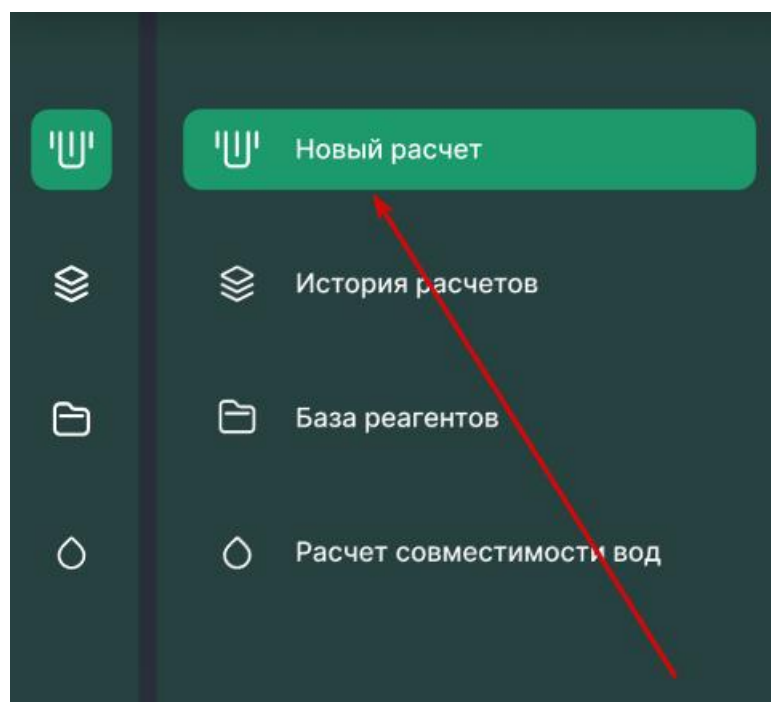 Новый расчет
История расчетов
База реагентов
Расчет совместимости вод